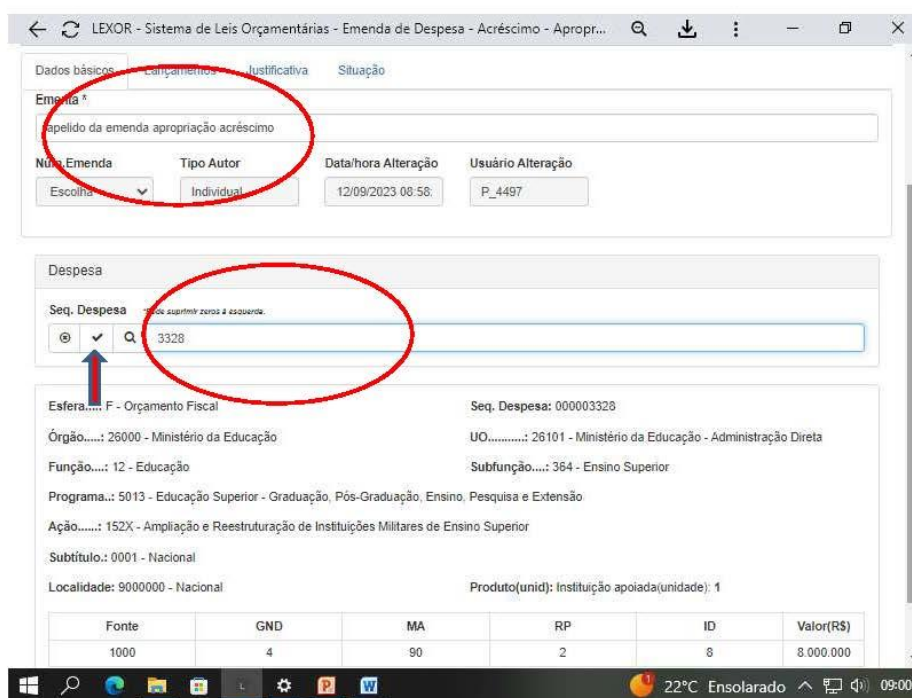 LEXOR - Sistema de Leis Orçamentárias - Emenda de Despesa - Acréscimo - Apropr...
Dados básicos Lançamentos Justificativa Situação
Ementa *
apelido da emenda apropriação acréscimo
Núm.Emenda Tipo Autor Data/hora Alteração Usuário Alteração
Escolha Individual 12/09/2023 08:58: P_4497
Despesa
Seq. Despesa *Pode suprimir zeros à esquerda.
3328
Esfera....: F - Orçamento Fiscal Seq. Despesa: 000003328
Órgão.....: 26000 - Ministério da Educação UO...........: 26101 - Ministério da Educação - Administração Direta
Função....: 12 - Educação Subfunção....: 364 - Ensino Superior
Programa..: 5013 - Educação Superior - Graduação, Pós-Graduação, Ensino, Pesquisa e Extensão
Ação......: 152X - Ampliação e Reestruturação de Instituições Militares de Ensino Superior
Subtítulo.: 0001 - Nacional
Localidade: 9000000 - Nacional Produto(unid): Instituição apoiada(unidade): 1
Fonte GND MA RP ID Valor(R$)
1000 4 90 2 8 8.000.000
22°C Ensolarado 09:00